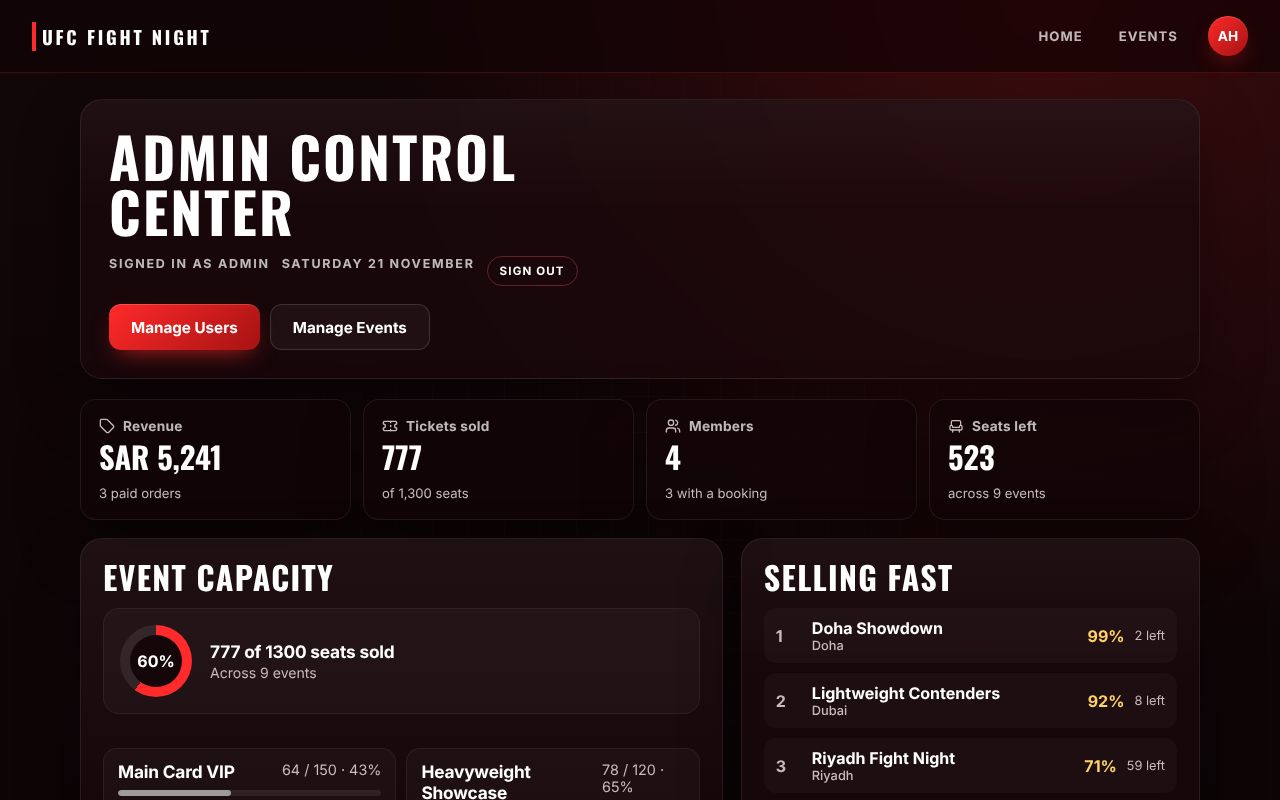 UFC FIGHT NIGHT
HOME
EVENTS
AH
ADMIN CONTROL
CENTER
SIGNED IN AS ADMIN SATURDAY 21 NOVEMBER SIGN OUT
Manage Users
Manage Events
Revenue
SAR 5,241
3 paid orders
Tickets sold
777
of 1,300 seats
Members
4
3 with a booking
Seats left
523
across 9 events
EVENT CAPACITY
60%
777 of 1300 seats sold
Across 9 events
Main Card VIP
64 / 150 · 43%
Heavyweight
Showcase
78 / 120 ·
65%
SELLING FAST
1
Doha Showdown
Doha
99%
2 left
2
Lightweight Contenders
Dubai
92%
8 left
3
Riyadh Fight Night
Riyadh
71%
59 left